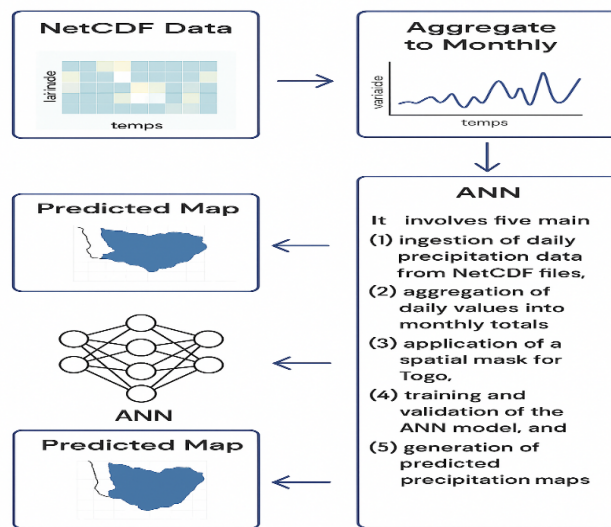 NetCDF Data
larinude
temps
Aggregate
to Monthly
variaide
temps
ANN
It involves five main
(1) ingestion of daily
precipitation data
from NetCDF files,
(2) aggregation of
daily values into
monthly totals
(3) application of a
spatial mask for
Togo,
(4) training and
validation of the
ANN model, and
(5) generation of
predicted
precipitation maps
Predicted Map
ANN
Predicted Map